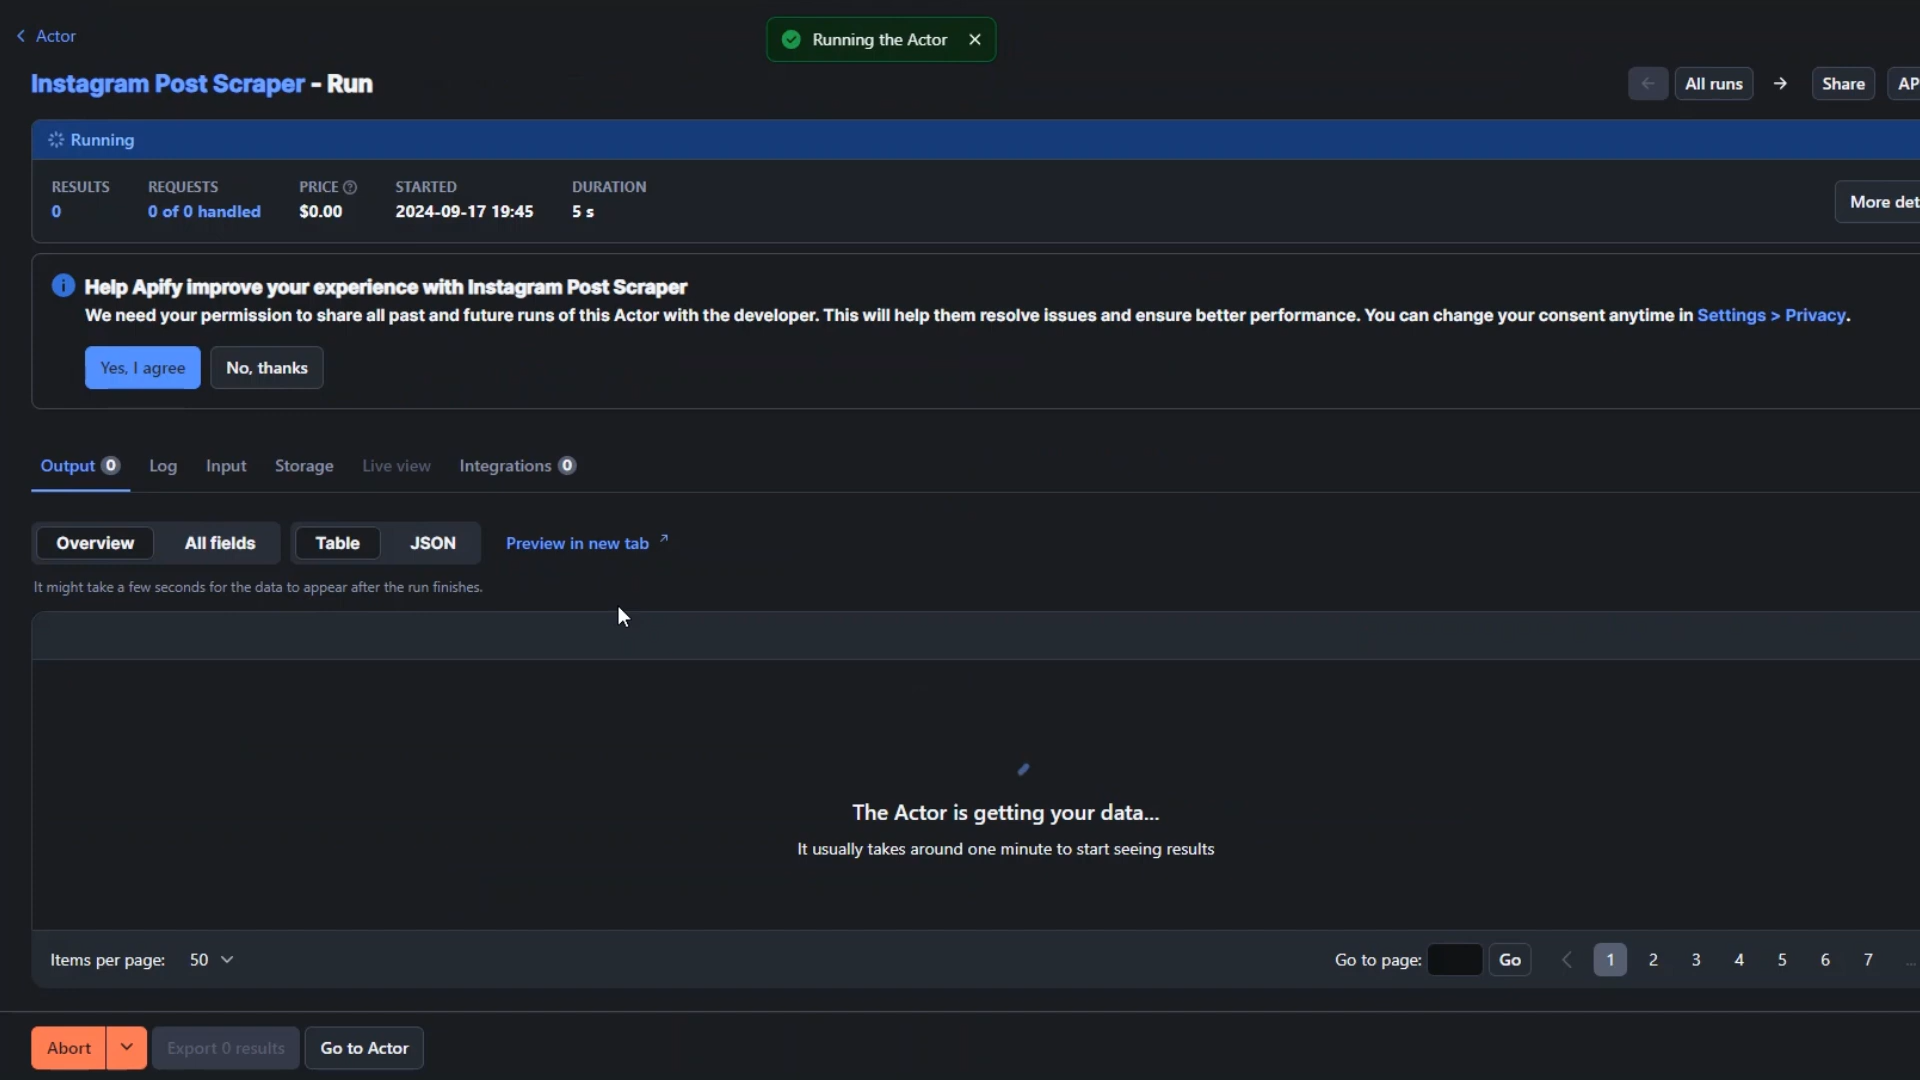 Actor
Running the Actor
Instagram Post Scraper - Run
All runs
Share
AP
Running
RESULTS REQUESTS PRICE STARTED DURATION
0 0 of 0 handled $0.00 2024-09-17 19:45 5 s
More det
Help Apify improve your experience with Instagram Post Scraper
We need your permission to share all past and future runs of this Actor with the developer. This will help them resolve issues and ensure better performance. You can change your consent anytime in Settings > Privacy.
Yes, I agree No, thanks
Output 0 Log Input Storage Live view Integrations 0
Overview All fields Table JSON Preview in new tab
It might take a few seconds for the data to appear after the run finishes.
The Actor is getting your data...
It usually takes around one minute to start seeing results
Items per page: 50 Go to page: Go 1 2 3 4 5 6 7 ...
Abort Export 0 results Go to Actor